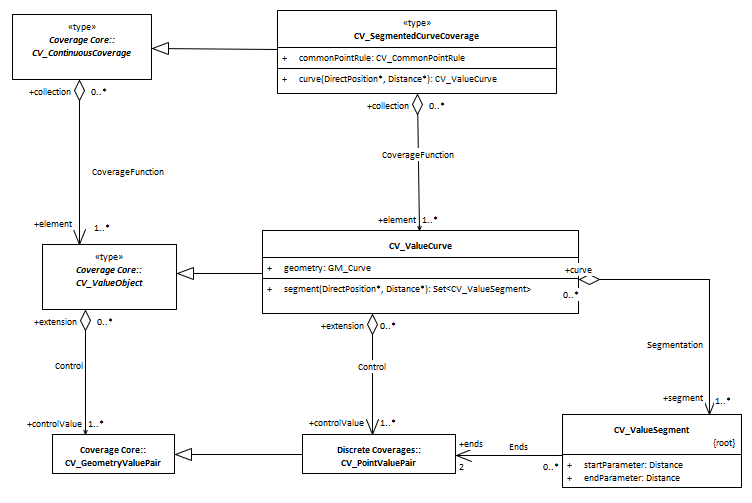 «type»
Coverage Core::
CV_ContinuousCoverage
«type»
CV_SegmentedCurveCoverage
+ commonPointRule: CV_CommonPointRule
+ curve(DirectPosition*, Distance*): CV_ValueCurve
+collection 0..*
+collection 0..*
CoverageFunction
CoverageFunction
+element 1..*
+element 1..*
«type»
Coverage Core::
CV_ValueObject
CV_ValueCurve
+ geometry: GM_Curve
+ segment(DirectPosition*, Distance*): Set<CV_ValueSegment>
+curve
0..*
+extension 0..*
+extension 0..*
Segmentation
Control
Control
+segment 1..*
+controlValue 1..*
+controlValue 1..*
Coverage Core::
CV_GeometryValuePair
Discrete Coverages::
CV_PointValuePair
+ends
Ends
2
0..*
CV_ValueSegment
{root}
+ startParameter: Distance
+ endParameter: Distance